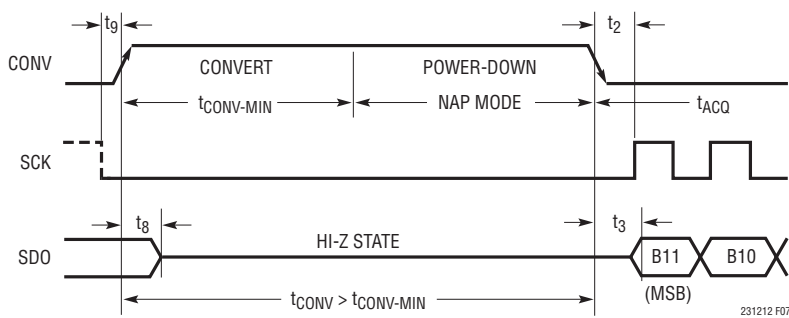 t9
t2
CONV
CONVERT
POWER-DOWN
tCONV-MIN
NAP MODE
tACQ
SCK
t8
t3
SDO
HI-Z STATE
B11
B10
(MSB)
tCONV > tCONV-MIN
231212 F07